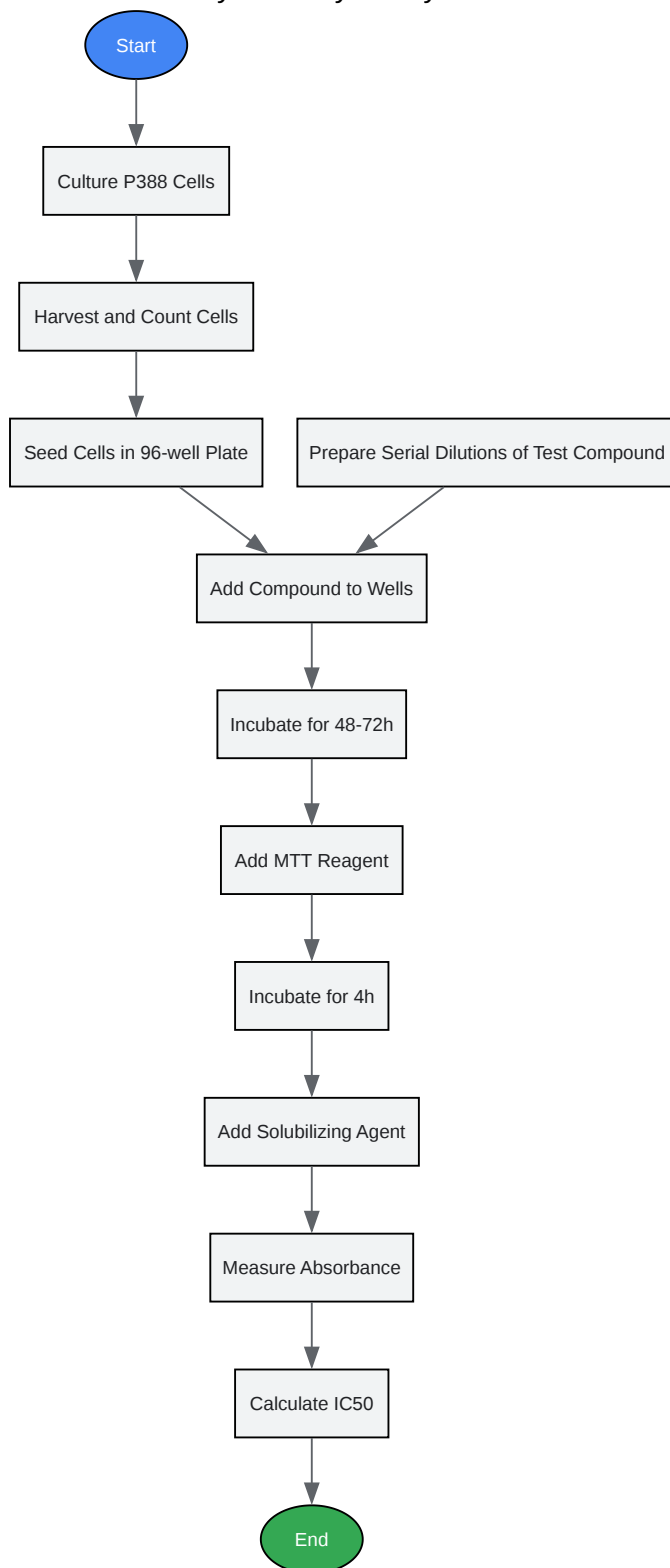 Start
Culture P388 Cells
Harvest and Count Cells
Seed Cells in 96-well Plate
Prepare Serial Dilutions of Test Compound
Add Compound to Wells
Incubate for 48-72h
Add MTT Reagent
Incubate for 4h
Add Solubilizing Agent
Measure Absorbance
Calculate IC50
End